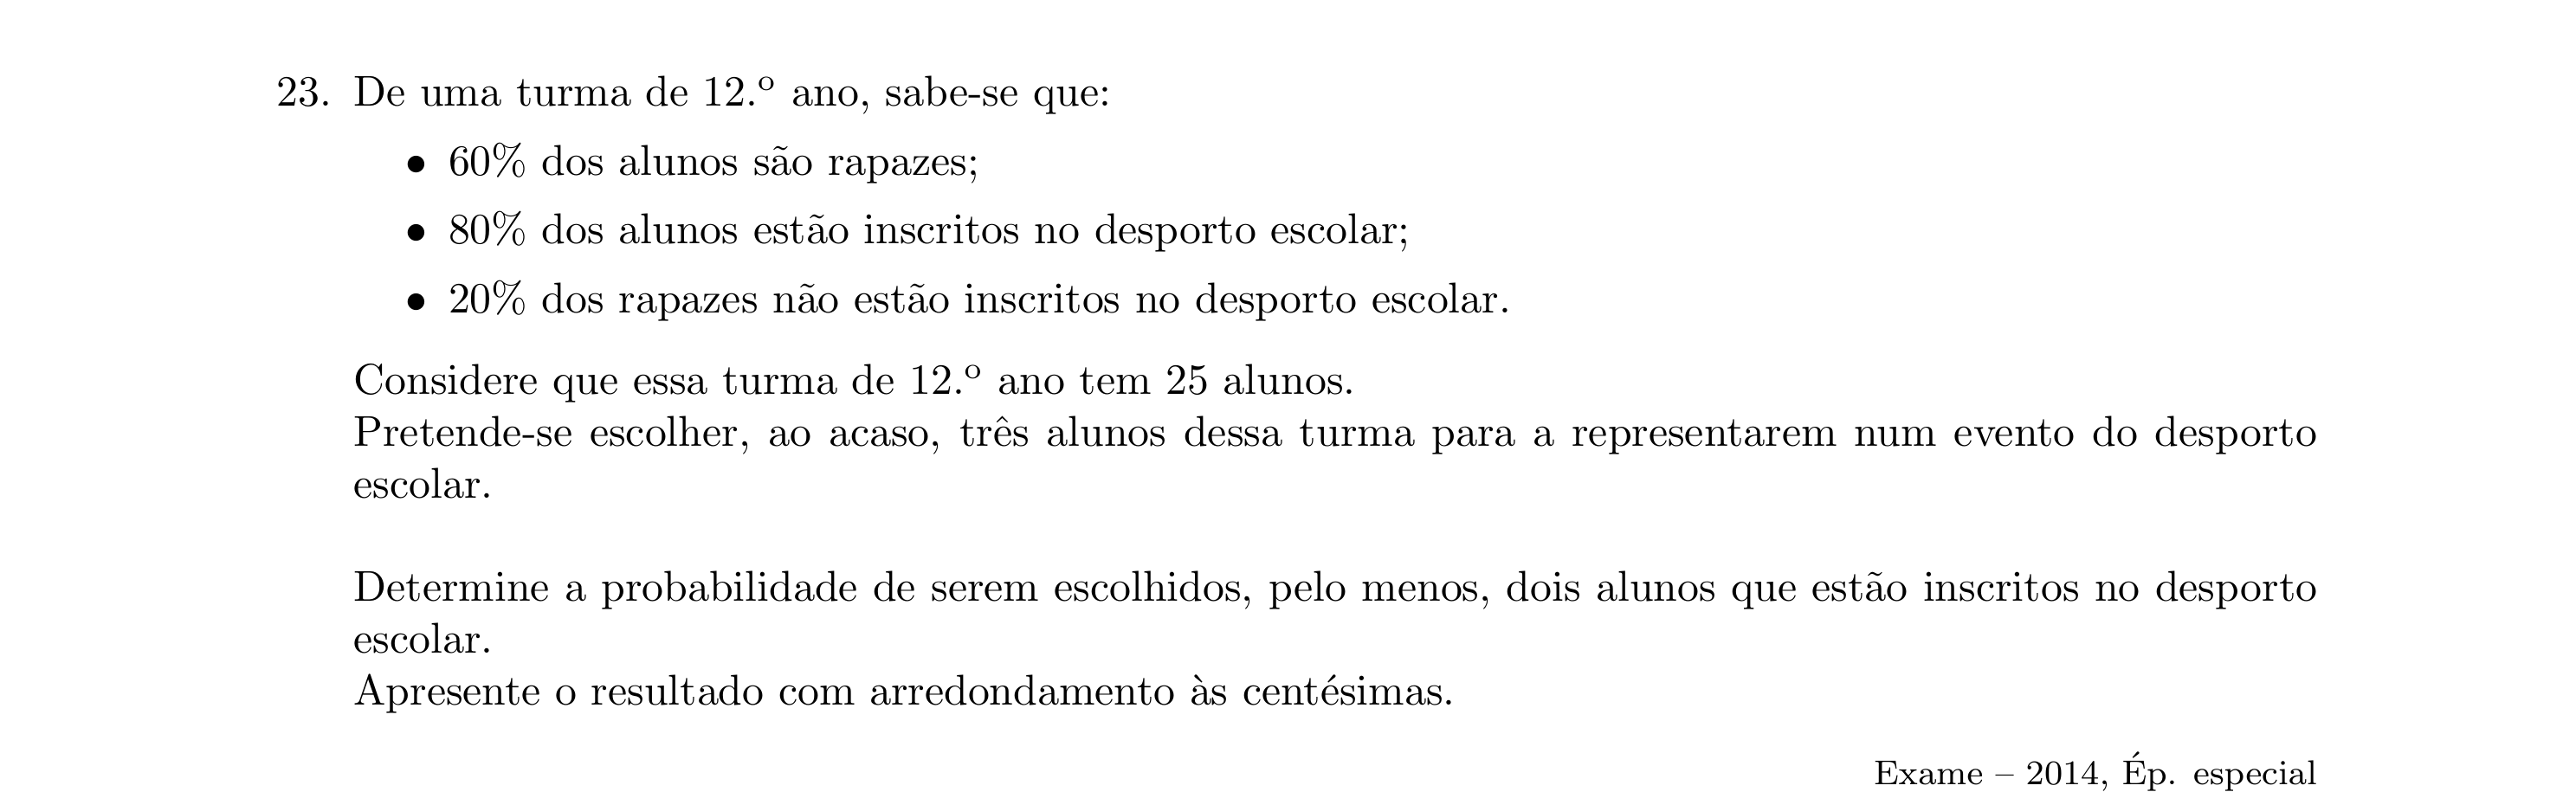 23. De uma turma de 12.º ano, sabe-se que:
• 60% dos alunos são rapazes;
• 80% dos alunos estão inscritos no desporto escolar;
• 20% dos rapazes não estão inscritos no desporto escolar.
Considere que essa turma de 12.º ano tem 25 alunos.
Pretende-se escolher, ao acaso, três alunos dessa turma para a representarem num evento do desporto
escolar.
Determine a probabilidade de serem escolhidos, pelo menos, dois alunos que estão inscritos no desporto
escolar.
Apresente o resultado com arredondamento às centésimas.
Exame – 2014, Ép. especial